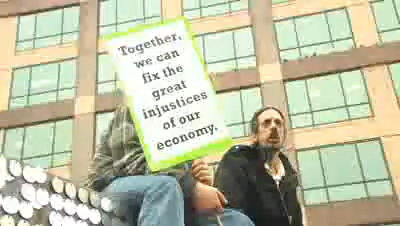 Together,
we can
fix the
great
injustices
of our
economy.